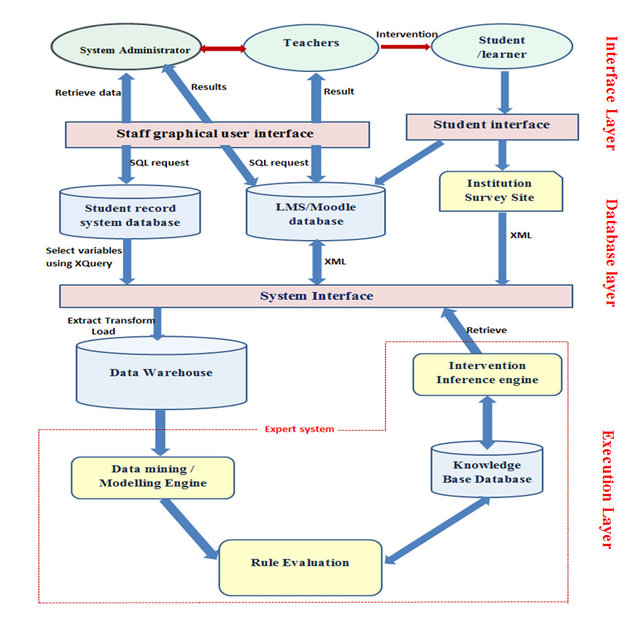 Intervention
System Administrator
Teachers
Student
/learner
Interface Layer
Retrieve data
Results
Result
Staff graphical user interface
Student interface
SQL request
SQL request
Student record
system database
LMS/Moodle
database
Institution
Survey Site
Database layer
Select variables
using XQuery
XML
XML
System Interface
Extract Transform
Load
Retrieve
Data Warehouse
Intervention
Inference engine
Expert system
Execution Layer
Data mining /
Modelling Engine
Knowledge
Base Database
Rule Evaluation